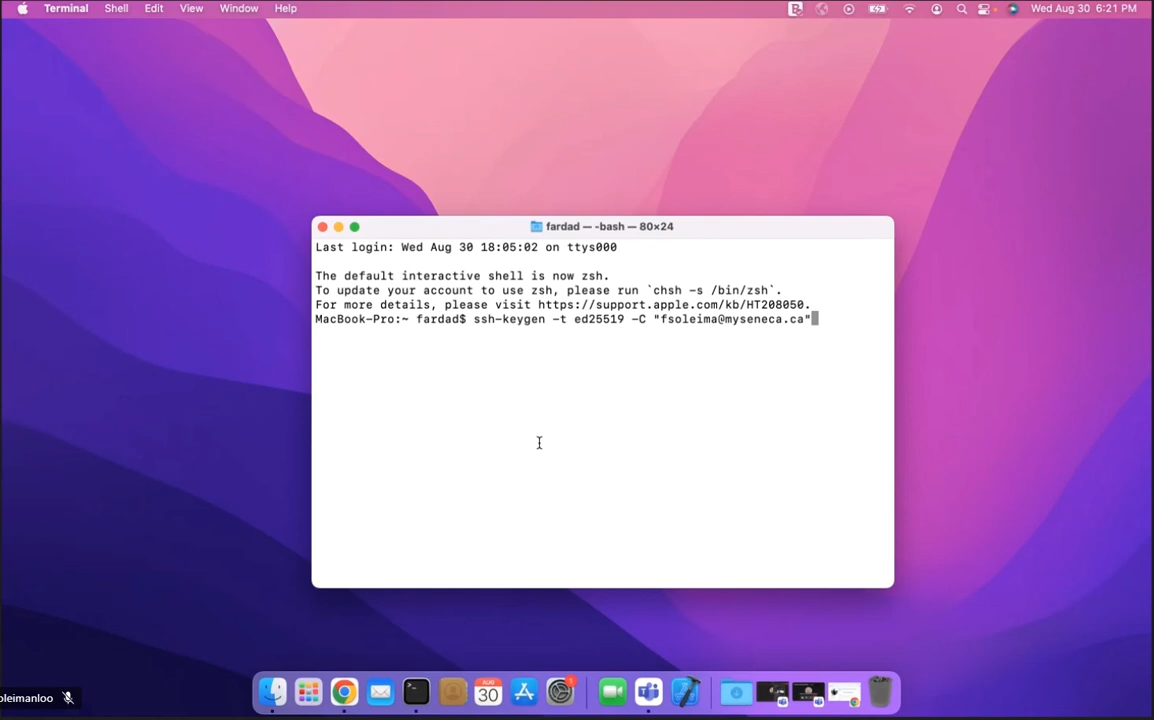 Terminal Shell Edit View Window Help Wed Aug 30 6:21 PM
fardad — -bash — 80×24
Last login: Wed Aug 30 18:05:02 on ttys000
The default interactive shell is now zsh.
To update your account to use zsh, please run `chsh -s /bin/zsh`.
For more details, please visit https://support.apple.com/kb/HT208050.
MacBook-Pro:~ fardad$ ssh-keygen -t ed25519 -C "fsoleima@myseneca.ca"
AUG
30
1
oleimanloo